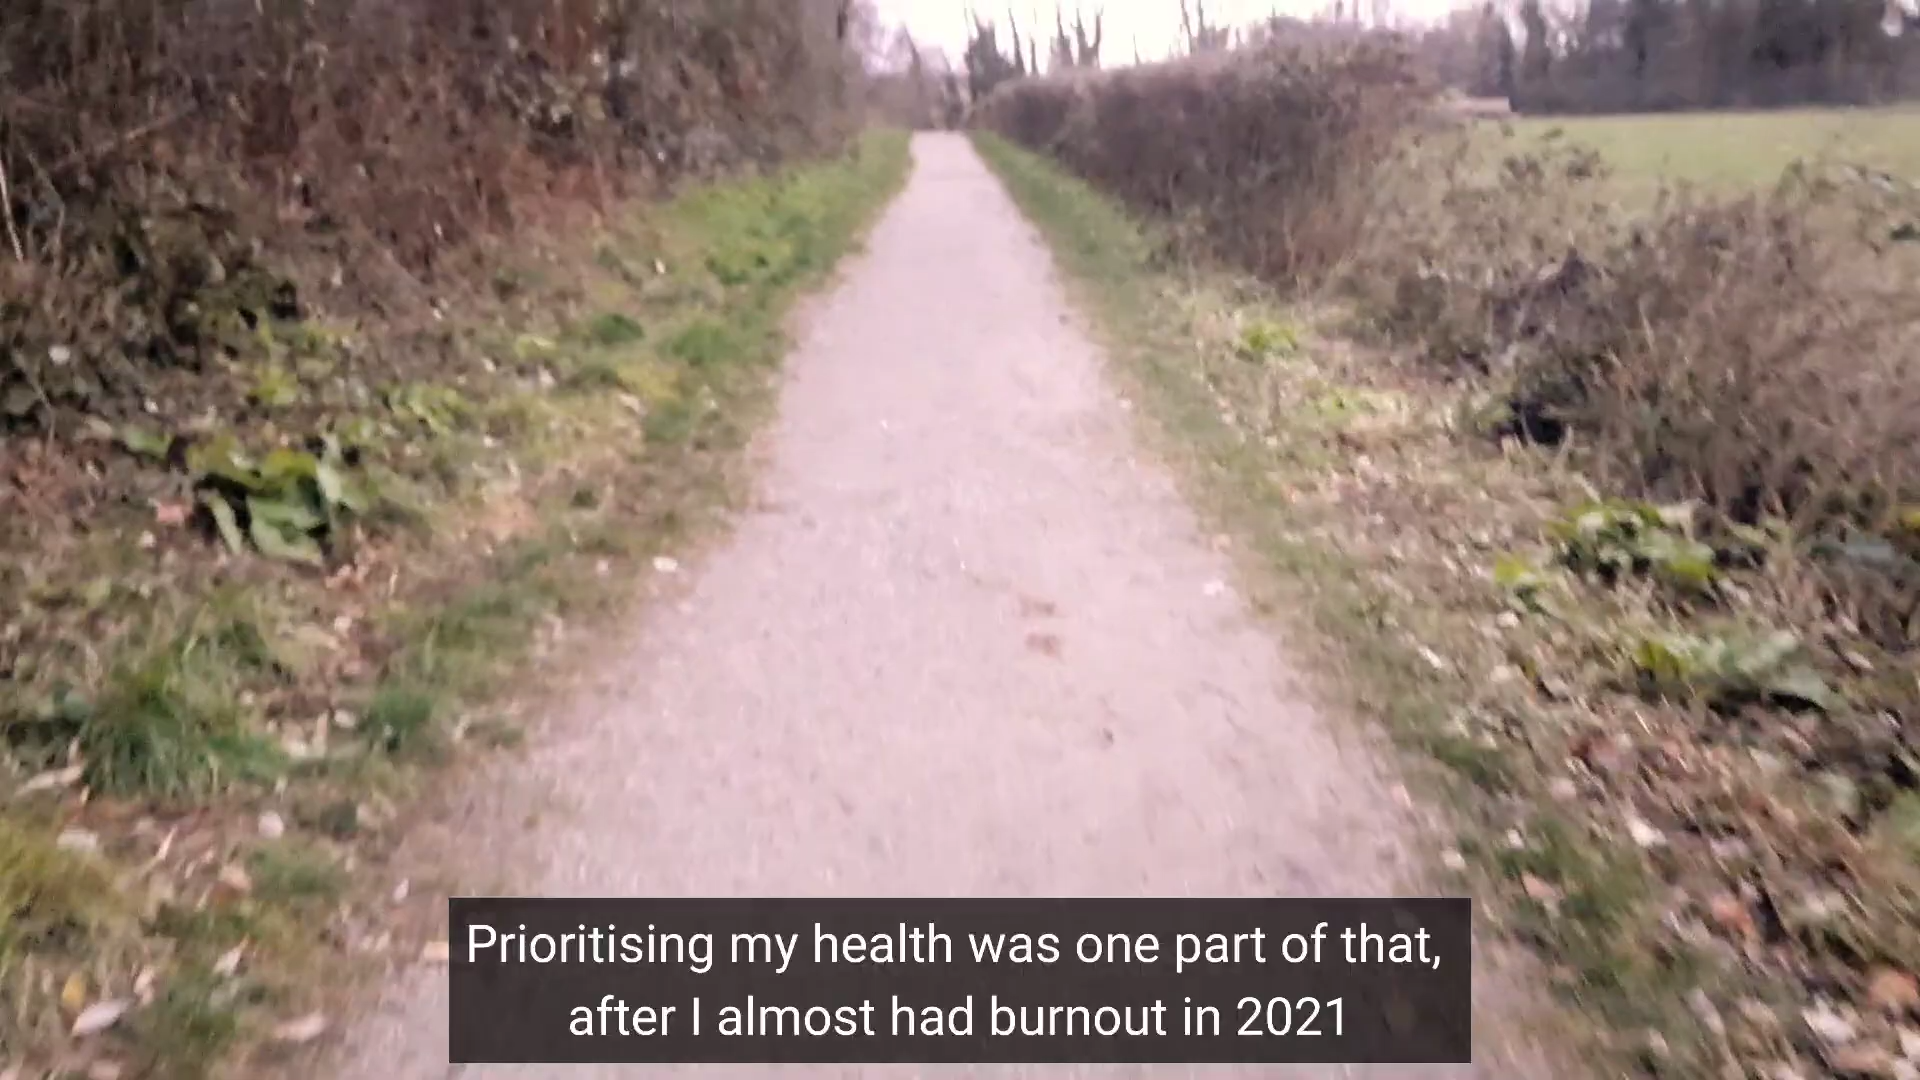 Prioritising my health was one part of that,
after I almost had burnout in 2021